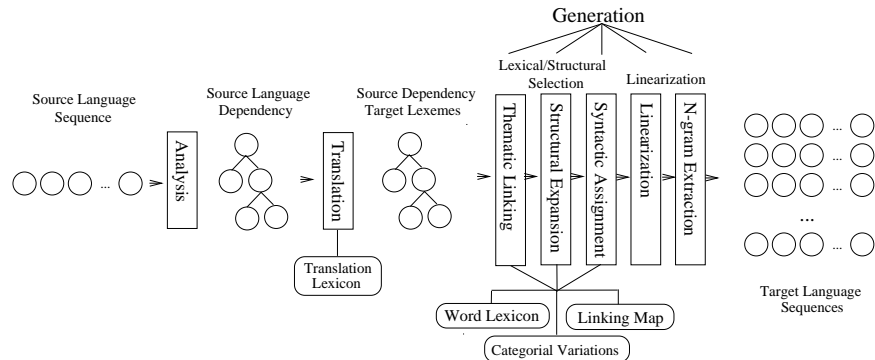 Generation
Lexical/Structural
Selection
Linearization
Source Language
Sequence
Source Language
Dependency
Source Dependency
Target Lexemes
Analysis
Translation
Thematic Linking
Structural Expansion
Syntactic Assignment
Linearization
N-gram Extraction
...
...
...
...
...
...
Translation
Lexicon
Word Lexicon
Linking Map
Categorial Variations
Target Language
Sequences